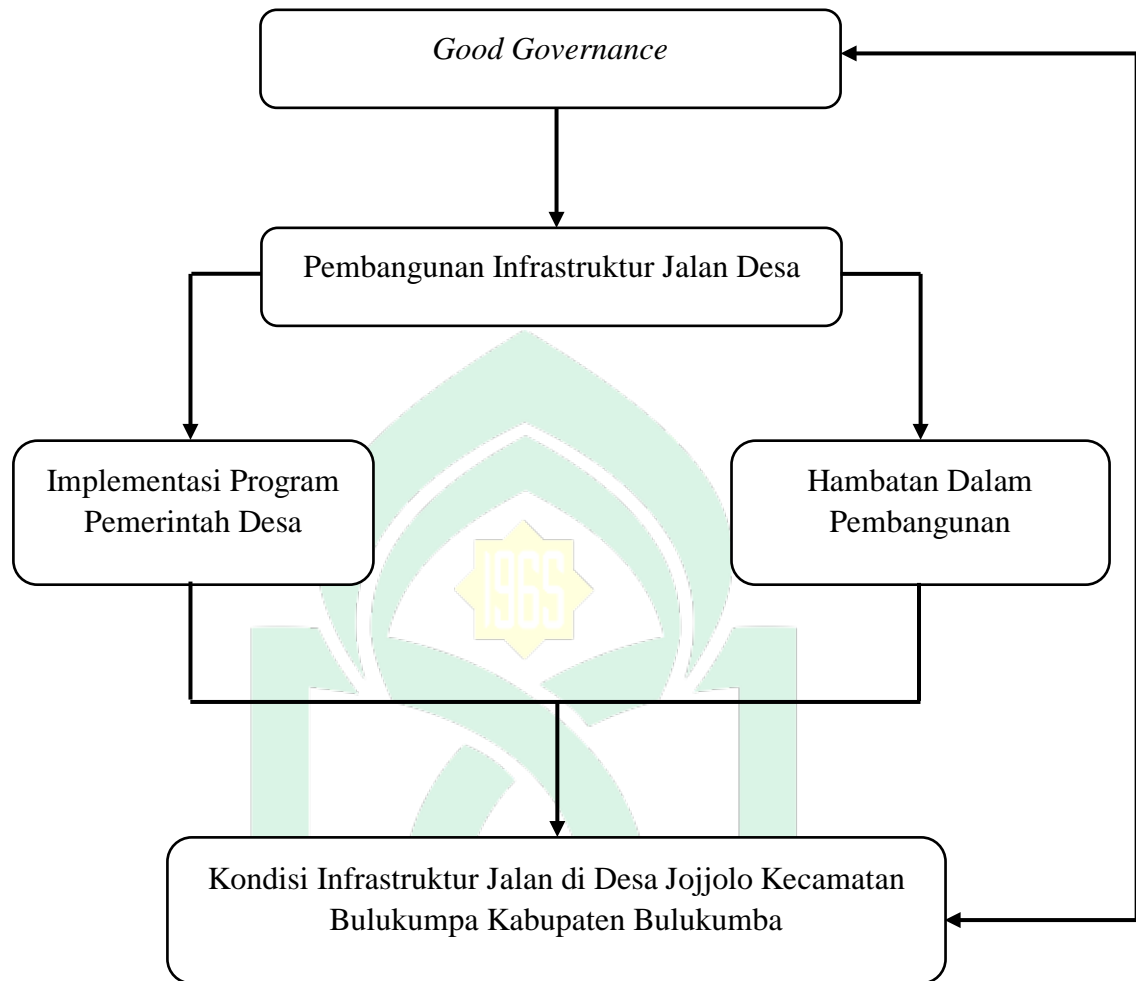 Good Governance
Pembangunan Infrastruktur Jalan Desa
Implementasi Program
Pemerintah Desa
Hambatan Dalam
Pembangunan
1965
Kondisi Infrastruktur Jalan di Desa Jojjolo Kecamatan
Bulukumpa Kabupaten Bulukumba